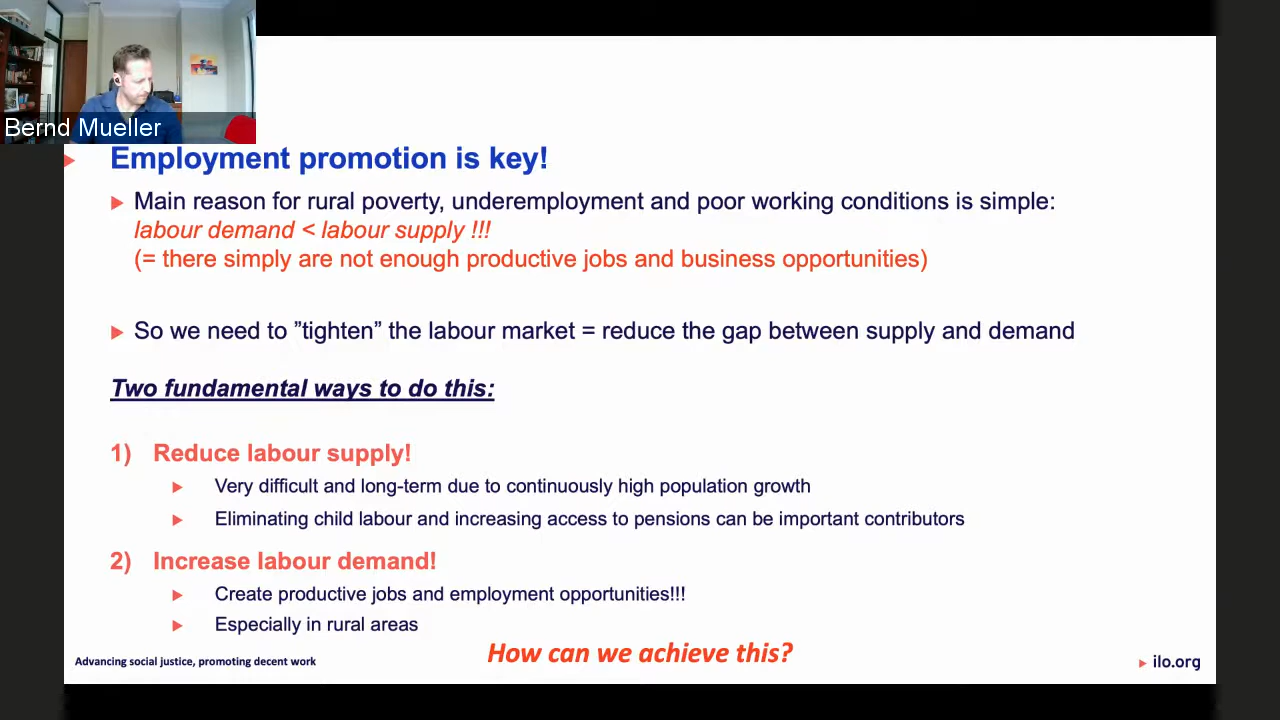 Bernd Mueller
Employment promotion is key!
Main reason for rural poverty, underemployment and poor working conditions is simple:
labour demand < labour supply !!!
(= there simply are not enough productive jobs and business opportunities)
So we need to ”tighten” the labour market = reduce the gap between supply and demand
Two fundamental ways to do this:
1) Reduce labour supply!
Very difficult and long-term due to continuously high population growth
Eliminating child labour and increasing access to pensions can be important contributors
2) Increase labour demand!
Create productive jobs and employment opportunities!!!
Especially in rural areas
How can we achieve this?
Advancing social justice, promoting decent work
ilo.org